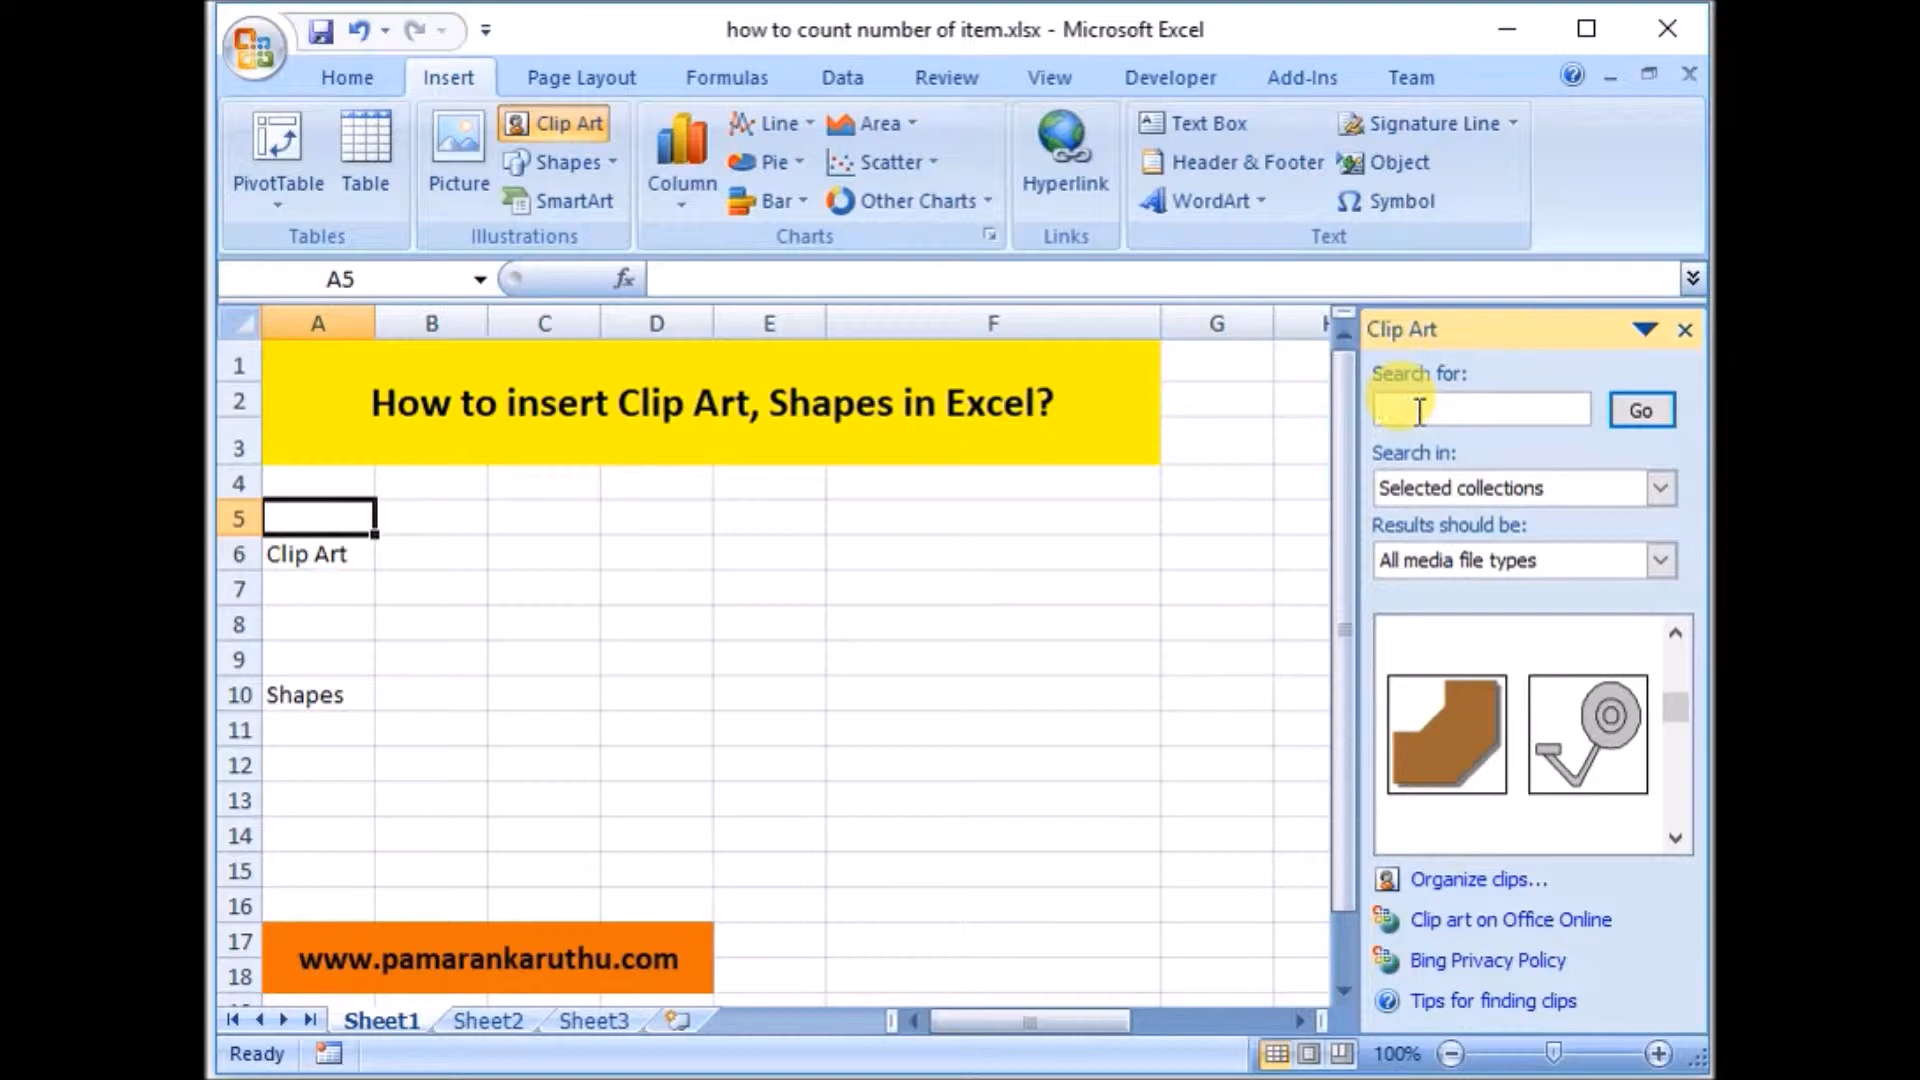 how to count number of item.xlsx - Microsoft Excel
Home Insert Page Layout Formulas Data Review View Developer Add-Ins Team
PivotTable Table Picture Clip Art Shapes SmartArt
Column Line Pie Bar Area Scatter Other Charts
Hyperlink Text Box Header & Footer WordArt Signature Line Object Symbol
Tables Illustrations Charts Links Text
A5 fx
A B C D E F G
Clip Art
1
2
3
How to insert Clip Art, Shapes in Excel?
4
5
6 Clip Art
7
8
9
10 Shapes
11
12
13
14
15
16
17
18
www.pamarankaruthu.com
Search for:
Go
Search in:
Selected collections
Results should be:
All media file types
Organize clips...
Clip art on Office Online
Bing Privacy Policy
Tips for finding clips
Sheet1 Sheet2 Sheet3
Ready 100%